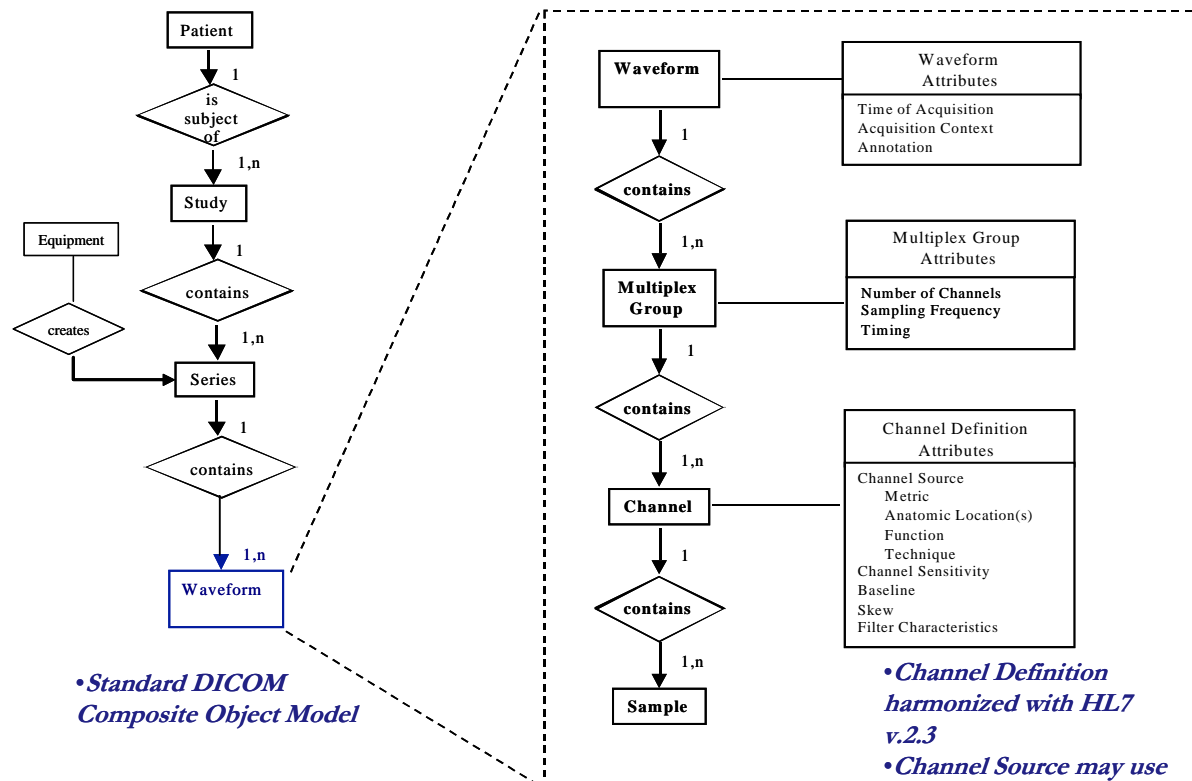 Patient
1
is
subject
of
1,n
Study
Equipment
1
contains
creates
1,n
Series
1
contains
1,n
Waveform
•Standard DICOM
Composite Object Model
Waveform
1
contains
1,n
Multiplex
Group
1
contains
1,n
Channel
1
contains
1,n
Sample
Waveform
Attributes
Time of Acquisition
Acquisition Context
Annotation
Multiplex Group
Attributes
Number of Channels
Sampling Frequency
Timing
Channel Definition
Attributes
Channel Source
Metric
Anatomic Location(s)
Function
Technique
Channel Sensitivity
Baseline
Skew
Filter Characteristics
•Channel Definition
harmonized with HL7
v.2.3
•Channel Source may use